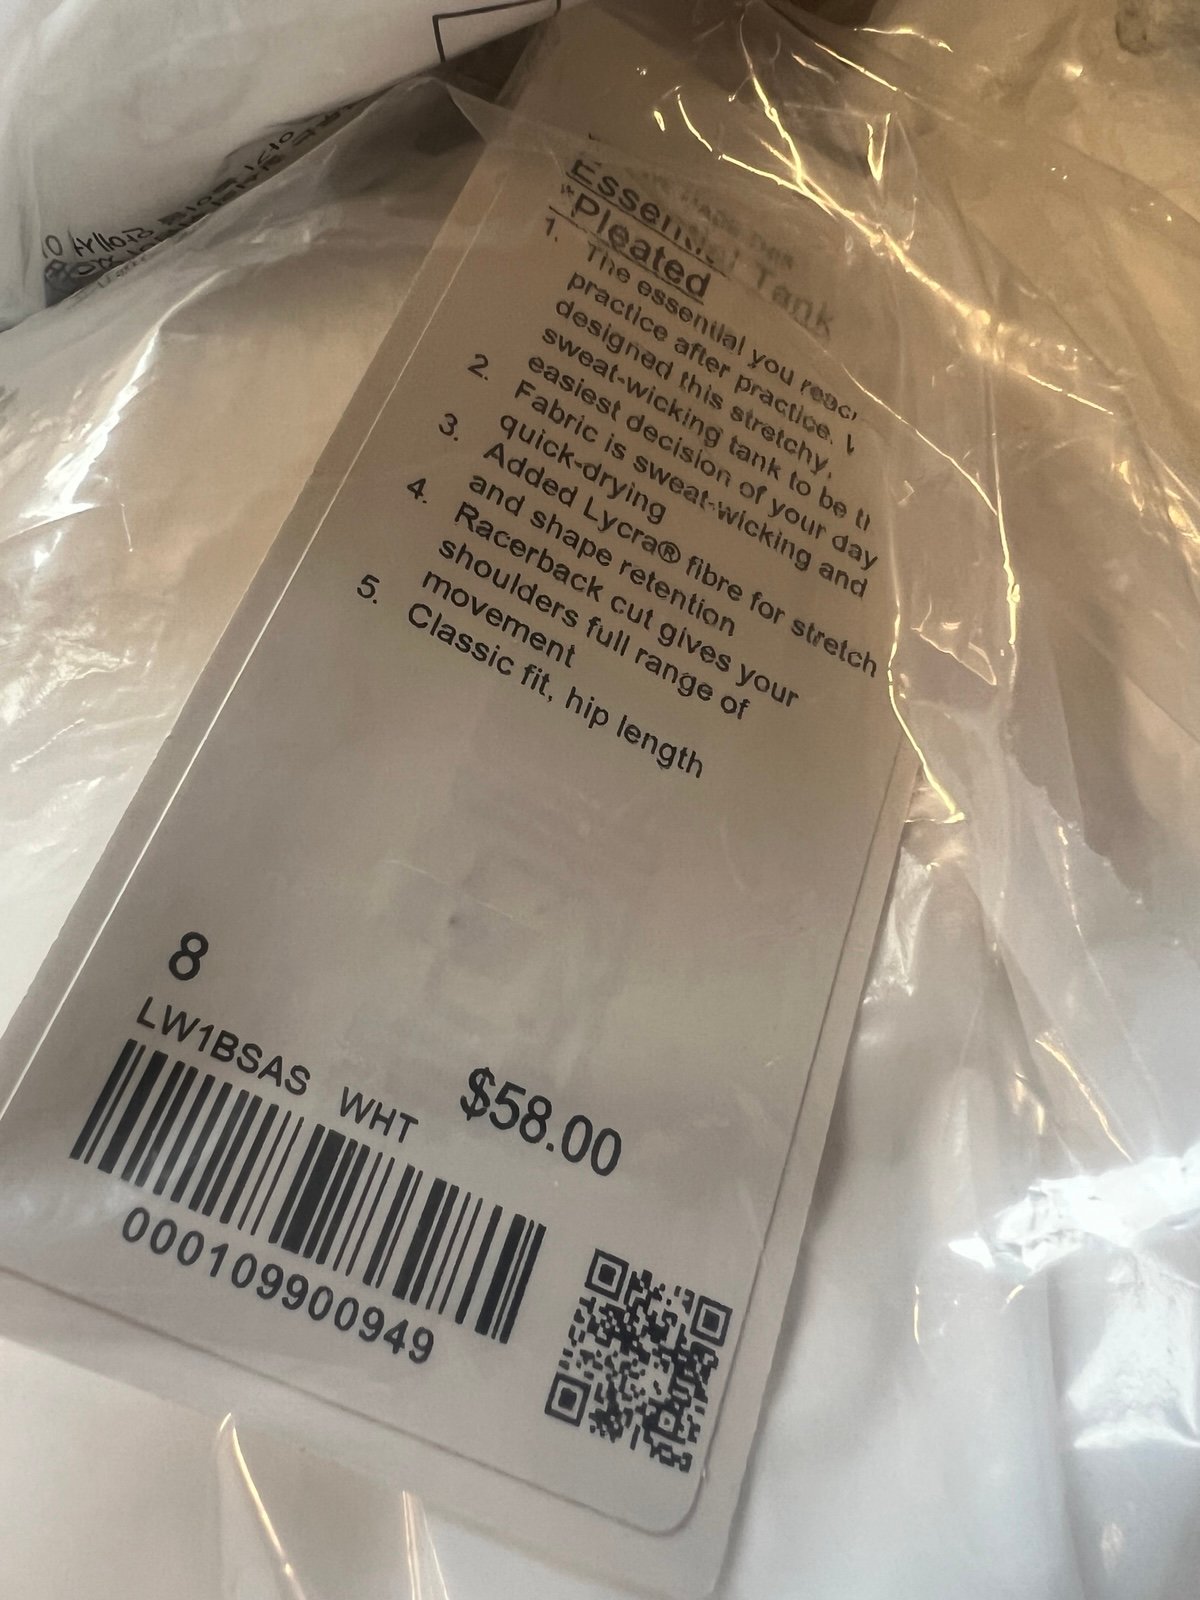 Essential Tank
*Pleated
1. The essential you
practice after practice.
designed this stretchy,
sweat-wicking tank to be
easiest decision of your day
2. Fabric is sweat-wicking and
quick-drying
3. Added Lycra® fibre for stretch
and shape retention
4. Racerback cut gives your
shoulders full range of
movement
5. Classic fit, hip length
8
LW1BSAS WHT
$58.00
000109900949